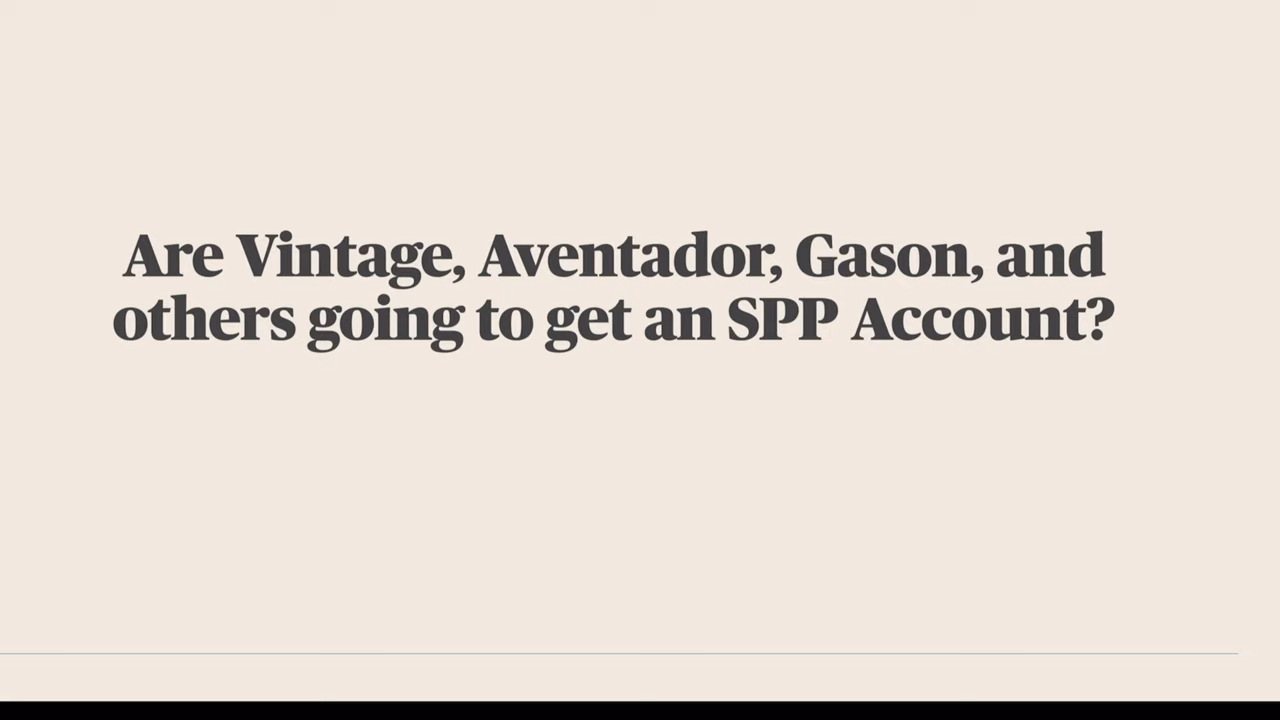 Are Vintage, Aventador, Gason, and
others going to get an SPP Account?